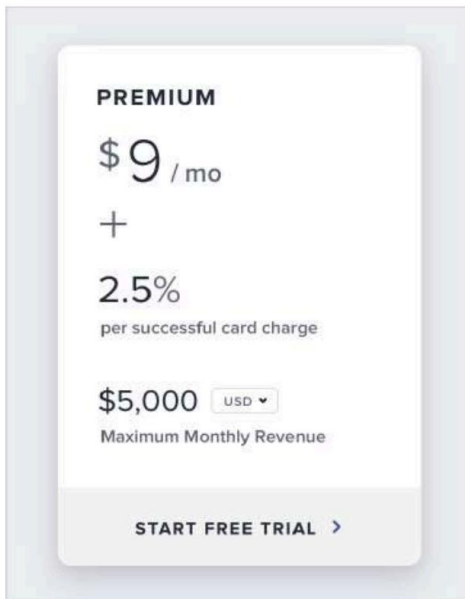 PREMIUM
$9 / mo
+
2.5%
per successful card charge
$5,000 USD
Maximum Monthly Revenue
START FREE TRIAL >